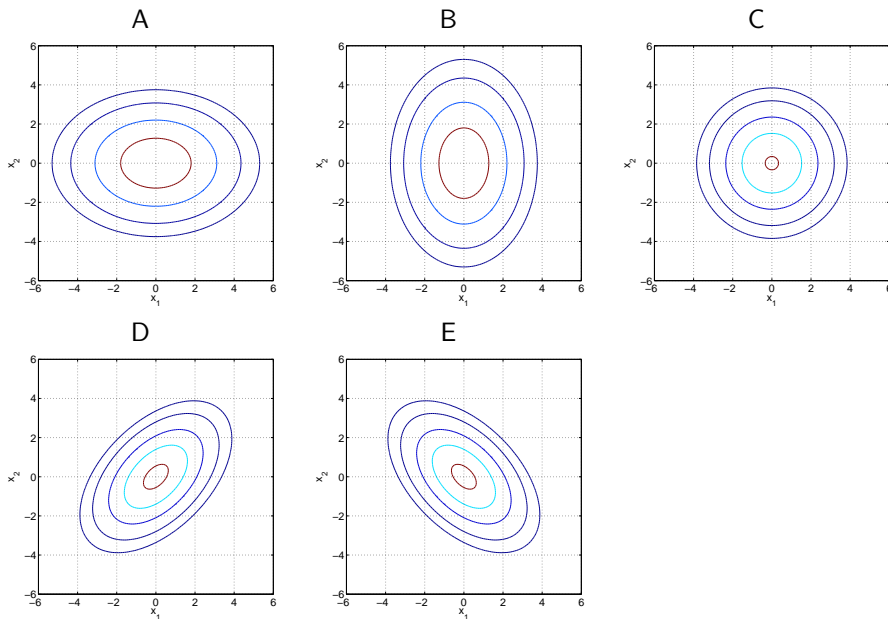 A B C
6 6 6
4 4 4
2 2 2
x2 0 x2 0 x2 0
−2 −2 −2
−4 −4 −4
−6 −6 −6
−6 −4 −2 0 2 4 6 −6 −4 −2 0 2 4 6 −6 −4 −2 0 2 4 6
x1 x1 x1
D E
6 6
4 4
2 2
x2 0 x2 0
−2 −2
−4 −4
−6 −6
−6 −4 −2 0 2 4 6 −6 −4 −2 0 2 4 6
x1 x1